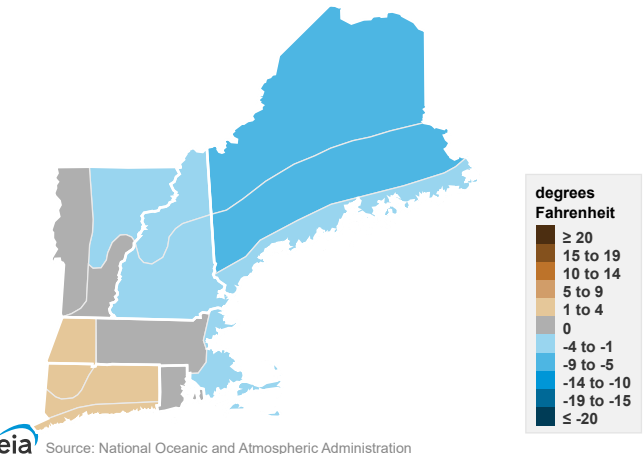 degrees
Fahrenheit
≥ 20
15 to 19
10 to 14
5 to 9
1 to 4
0
-4 to -1
-9 to -5
-14 to -10
-19 to -15
≤ -20
eia
Source: National Oceanic and Atmospheric Administration